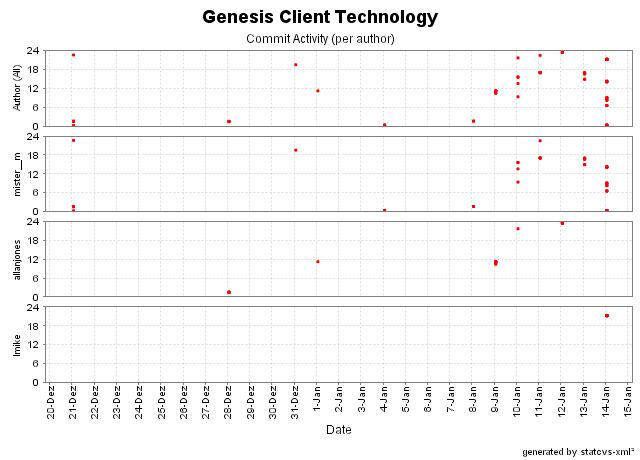 Genesis Client Technology
Commit Activity (per author)
Author (All)
24
18
12
6
0
mister__m
24
18
12
6
0
allanjones
24
18
12
6
0
lmike
24
18
12
6
0
20-Dez 21-Dez 22-Dez 23-Dez 24-Dez 25-Dez 26-Dez 27-Dez 28-Dez 29-Dez 30-Dez 31-Dez 1-Jan 2-Jan 3-Jan 4-Jan 5-Jan 6-Jan 7-Jan 8-Jan 9-Jan 10-Jan 11-Jan 12-Jan 13-Jan 14-Jan 15-Jan
Date
generated by statcvs-xml²